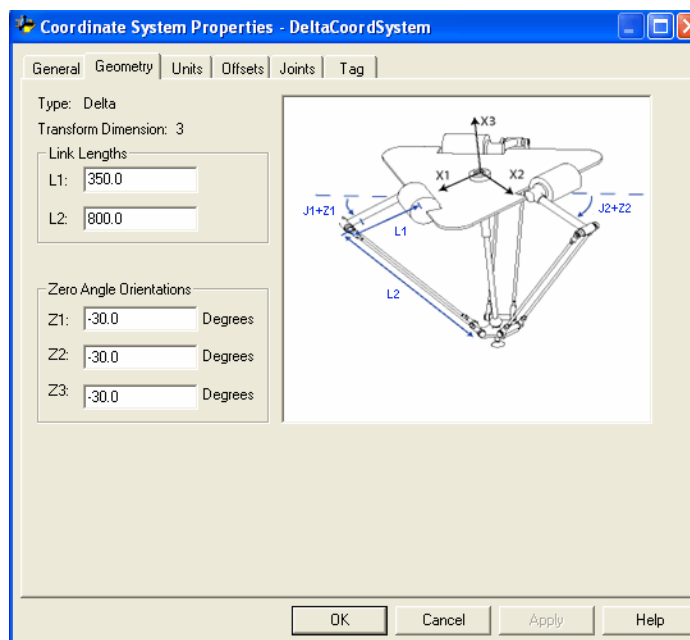 Coordinate System Properties - DeltaCoordSystem
General Geometry Units Offsets Joints Tag
Type: Delta
Transform Dimension: 3
Link Lengths
L1: 350.0
L2: 800.0
Zero Angle Orientations
Z1: -30.0 Degrees
Z2: -30.0 Degrees
Z3: -30.0 Degrees
X3
X1 X2
J1+Z1
J2+Z2
L1
L2
OK Cancel Apply Help